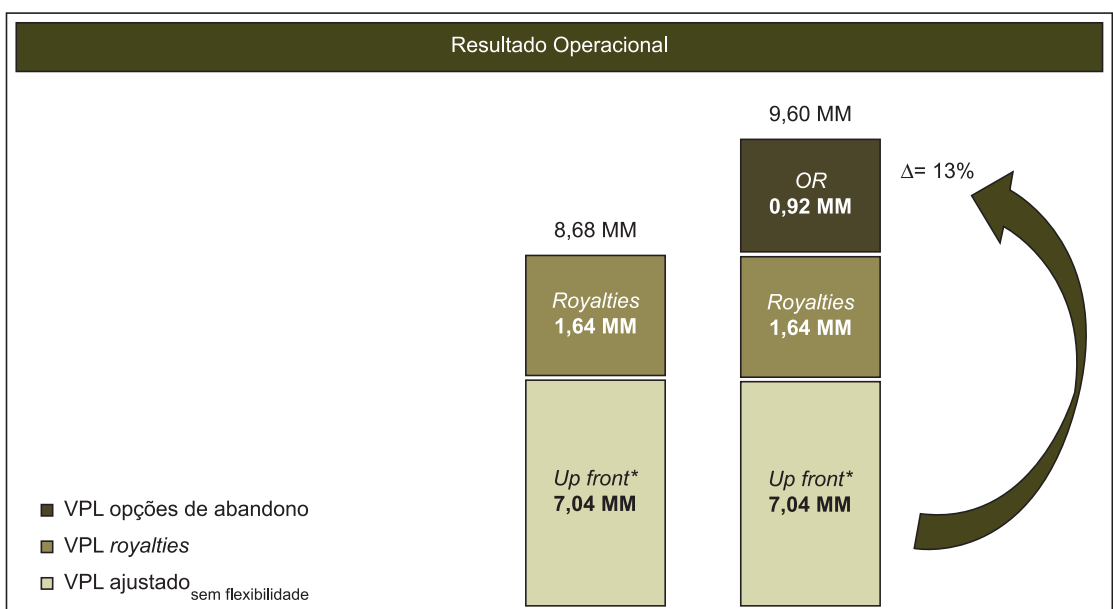 Resultado Operacional
9,60 MM
OR
0,92 MM
Δ= 13%
8,68 MM
Royalties
1,64 MM
Royalties
1,64 MM
Up front*
7,04 MM
Up front*
7,04 MM
VPL opções de abandono
VPL royalties
VPL ajustado sem flexibilidade